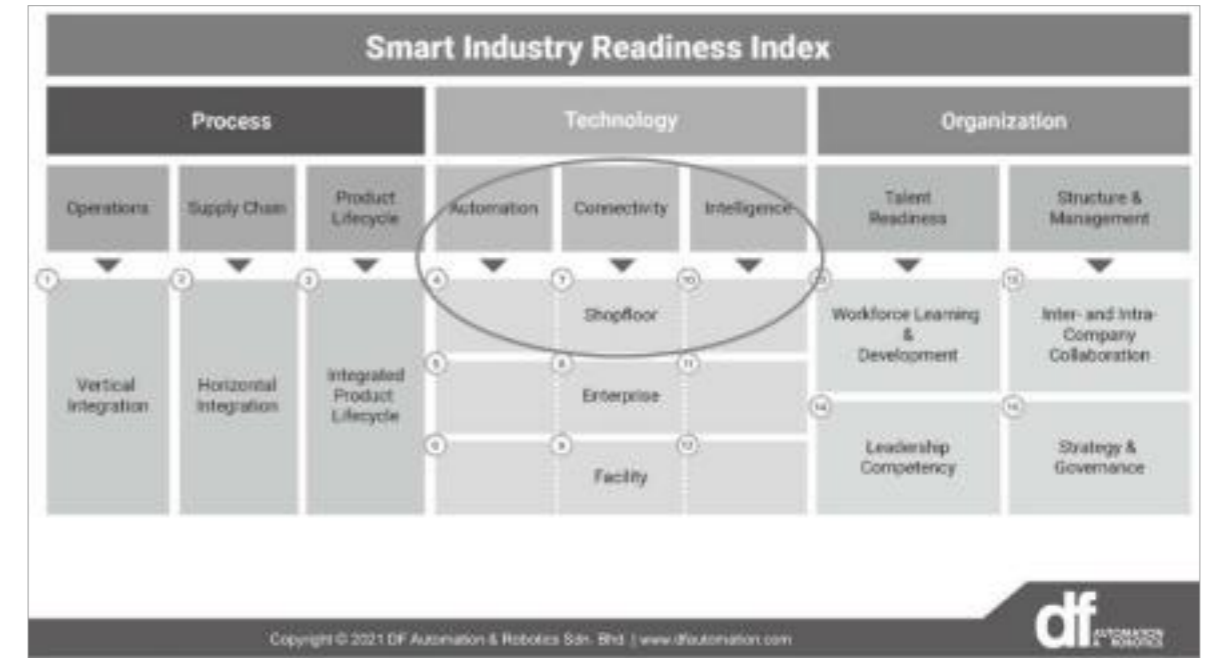 Smart Industry Readiness Index
Process
Technology
Organization
Operations
Supply Chain
Product
Lifecycle
Automation
Connectivity
Intelligence
Talent
Readiness
Structure &
Management
1
2
3
4
7
10
13
15
Vertical
Integration
Horizontal
Integration
Integrated
Product
Lifecycle
Shopfloor
5
8
11
Enterprise
6
9
12
Facility
Workforce Learning
&
Development
Inter- and Intra-
Company
Collaboration
14
16
Leadership
Competency
Strategy &
Governance
Copyright © 2021 DF Automation & Robotics Sdn. Bhd. | www.dfautomation.com
df
AUTOMATION
& ROBOTICS